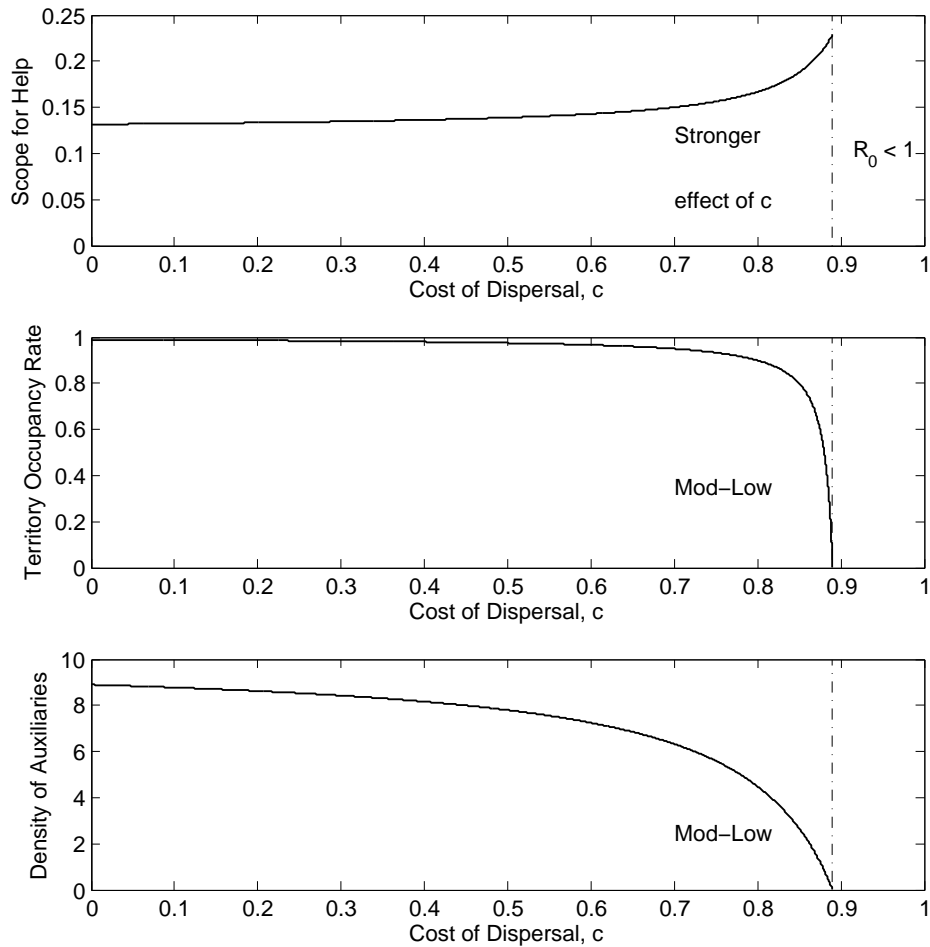 0.25
0.2
0.15
0.1
0.05
0
Scope for Help
Stronger
effect of c
R_0 < 1
0 0.1 0.2 0.3 0.4 0.5 0.6 0.7 0.8 0.9 1
Cost of Dispersal, c
1
0.8
0.6
0.4
0.2
0
Territory Occupancy Rate
Mod−Low
0 0.1 0.2 0.3 0.4 0.5 0.6 0.7 0.8 0.9 1
Cost of Dispersal, c
10
8
6
4
2
0
Density of Auxiliaries
Mod−Low
0 0.1 0.2 0.3 0.4 0.5 0.6 0.7 0.8 0.9 1
Cost of Dispersal, c